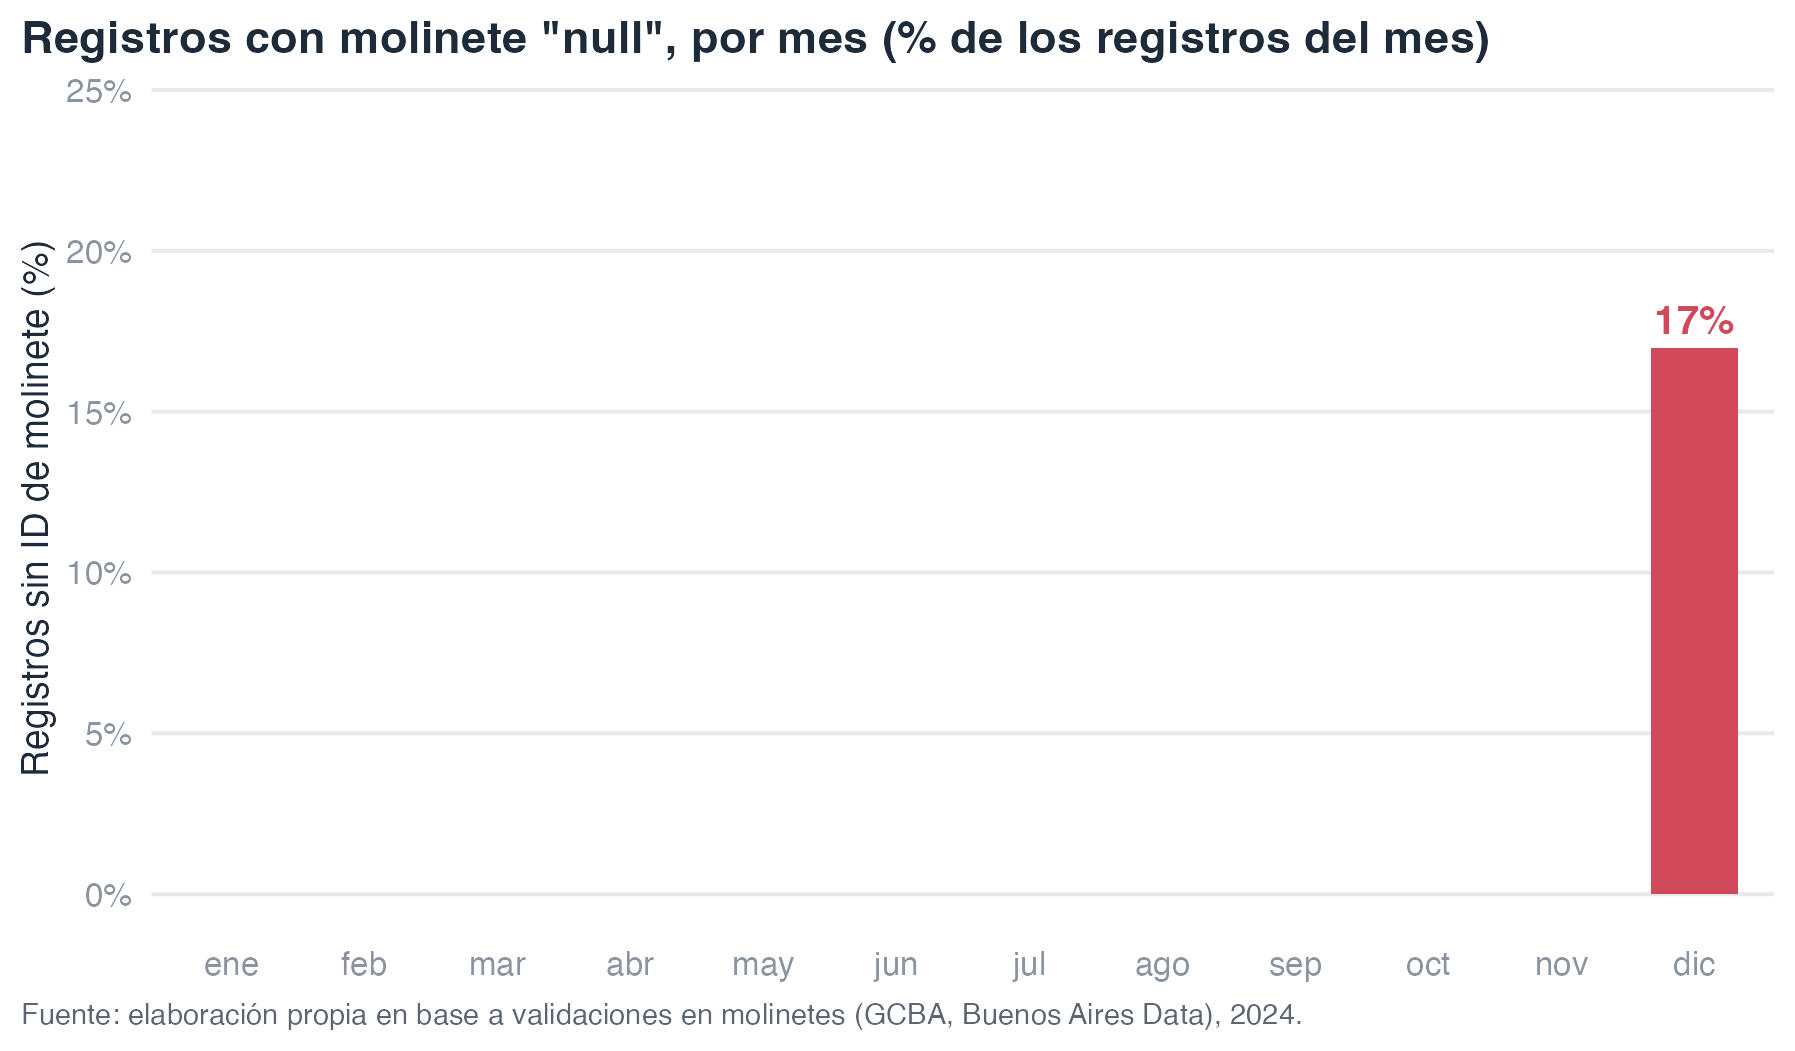 Registros con molinete "null", por mes (% de los registros del mes)
Registros sin ID de molinete (%)
25%
20%
15%
10%
5%
0%
17%
ene feb mar abr may jun jul ago sep oct nov dic
Fuente: elaboración propia en base a validaciones en molinetes (GCBA, Buenos Aires Data), 2024.